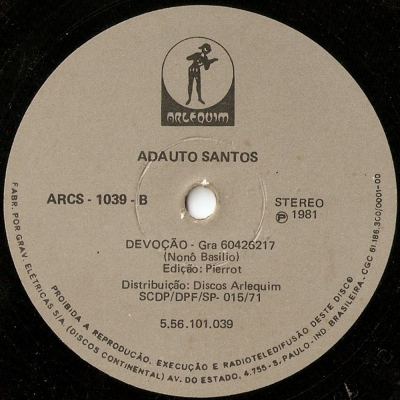 ARLEQUIM
ADAUTO SANTOS
ARCS - 1039 - B
STEREO
Ⓟ 1981
DEVOÇÃO - Gra 60426217
(Nonô Basílio)
Edição: Pierrot
Distribuição: Discos Arlequim
SCDP/DPF/SP- 015/71
5.56.101.039
FABR. POR GRAV. ELÉTRICAS S/A. (DISCOS CONTINENTAL) AV. DO ESTADO, 4.755 - S. PAULO - IND. BRASILEIRA - CGC 61.186.300/0001-00
PROIBIDA A REPRODUÇÃO, EXECUÇÃO E RADIOTELEDIFUSÃO DESTE DISCO